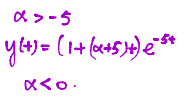 α > -5
y(t) = (1+(α+5)t) e^{-5t}
α < 0.